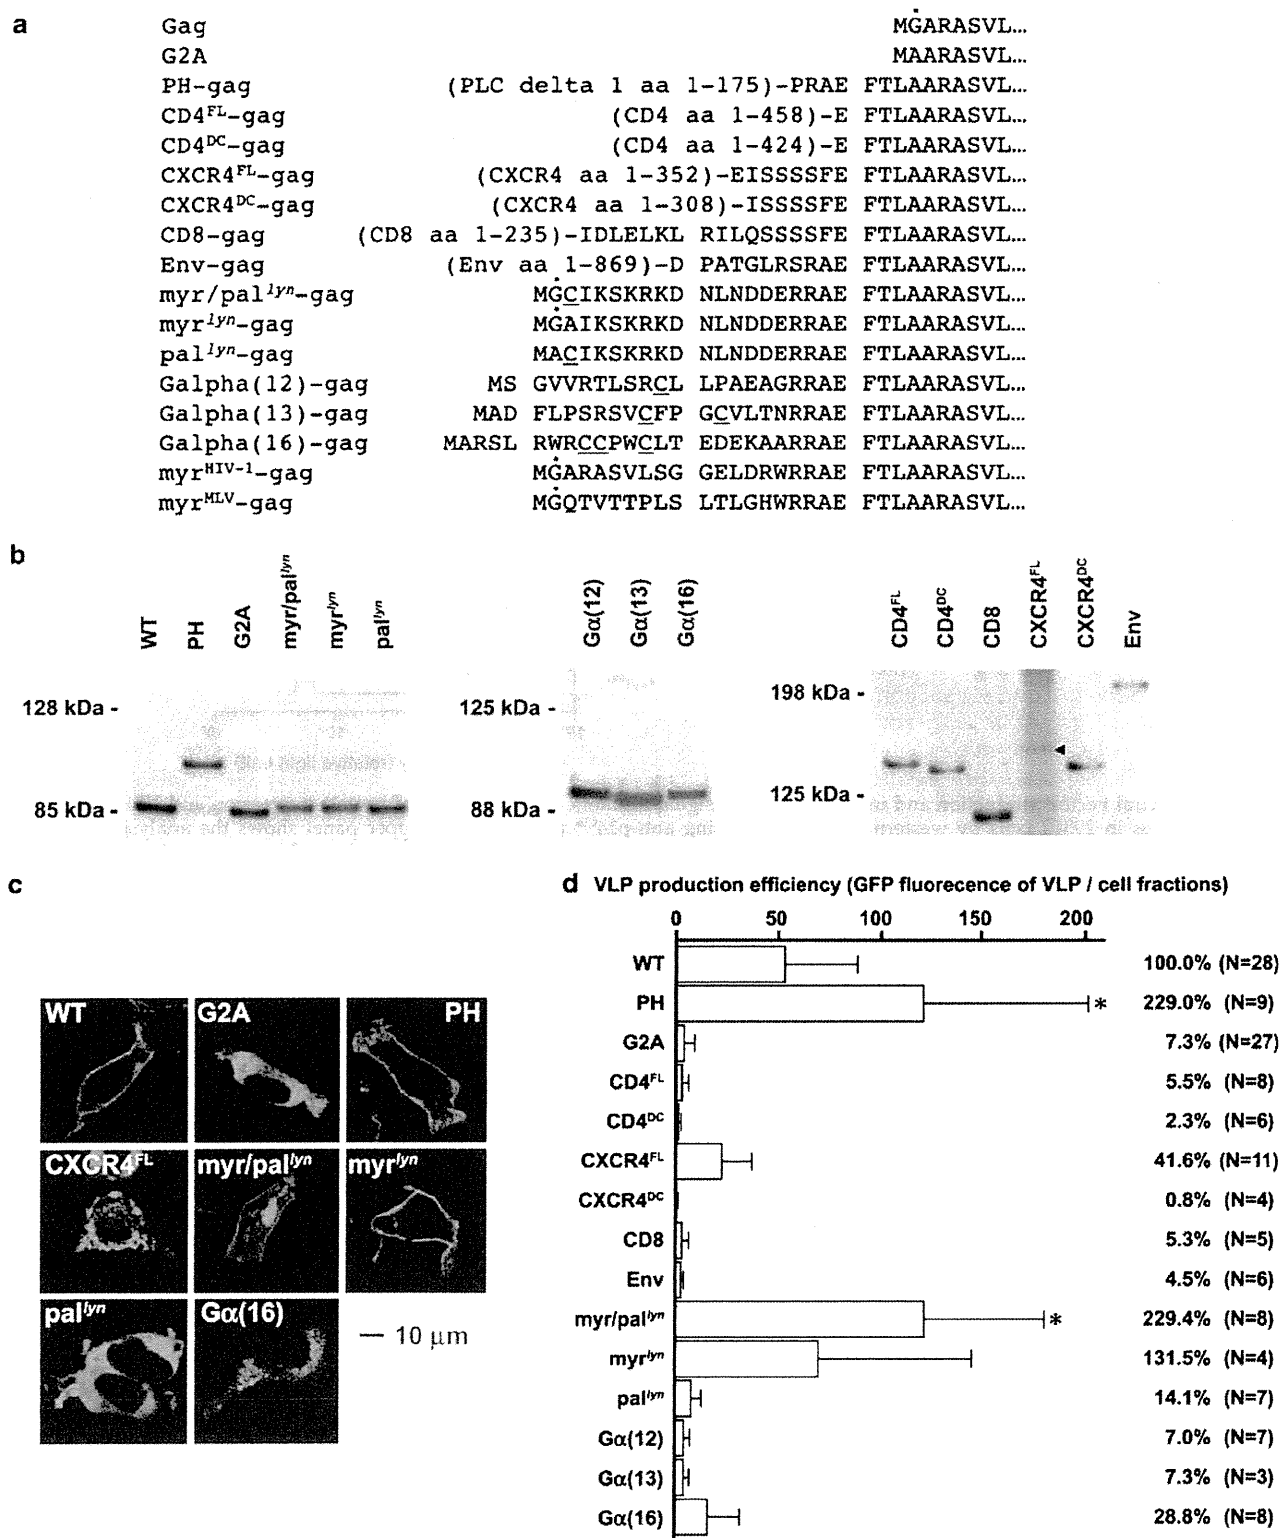 a
Gag MGARASVL…
G2A MAARASVL…
PH-gag (PLC delta 1 aa 1-175)-PRAE FTLAARASVL…
CD4FL-gag (CD4 aa 1-458)-E FTLAARASVL…
CD4DC-gag (CD4 aa 1-424)-E FTLAARASVL…
CXCR4FL-gag (CXCR4 aa 1-352)-EISSSSFE FTLAARASVL…
CXCR4DC-gag (CXCR4 aa 1-308)-ISSSSFE FTLAARASVL…
CD8-gag (CD8 aa 1-235)-IDLELKL RILQSSSSFE FTLAARASVL…
Env-gag (Env aa 1-869)-D PATGLRSRAE FTLAARASVL…
myr/pallyn-gag MGCIKSKRKD NLNDDERRAE FTLAARASVL…
myrlyn-gag MGAIKSKRKD NLNDDERRAE FTLAARASVL…
pallyn-gag MACIKSKRKD NLNDDERRAE FTLAARASVL…
Galpha(12)-gag MS GVVRTLSRCL LPAEAGRRAE FTLAARASVL…
Galpha(13)-gag MAD FLPSRSVCFP GCVLTNRRAE FTLAARASVL…
Galpha(16)-gag MARSL RWRCCPWCLT EDEKAARRAE FTLAARASVL…
myrHIV-1-gag MGARASVLSG GELDRWRRAE FTLAARASVL…
myrMLV-gag MGQTVTTPLS LTLGHWRRAE FTLAARASVL…
b
WT PH G2A myr/pallyn myrlyn pallyn
128 kDa -
85 kDa -
Gα(12) Gα(13) Gα(16)
125 kDa -
88 kDa -
CD4FL CD4DC CD8 CXCR4FL CXCR4DC Env
198 kDa -
125 kDa -
c
WT G2A PH
CXCR4FL myr/pallyn myrlyn
pallyn Gα(16)
10 μm
d VLP production efficiency (GFP fluorecence of VLP / cell fractions)
0 50 100 150 200
WT 100.0% (N=28)
PH * 229.0% (N=9)
G2A 7.3% (N=27)
CD4FL 5.5% (N=8)
CD4DC 2.3% (N=6)
CXCR4FL 41.6% (N=11)
CXCR4DC 0.8% (N=4)
CD8 5.3% (N=5)
Env 4.5% (N=6)
myr/pallyn * 229.4% (N=8)
myrlyn 131.5% (N=4)
pallyn 14.1% (N=7)
Gα(12) 7.0% (N=7)
Gα(13) 7.3% (N=3)
Gα(16) 28.8% (N=8)